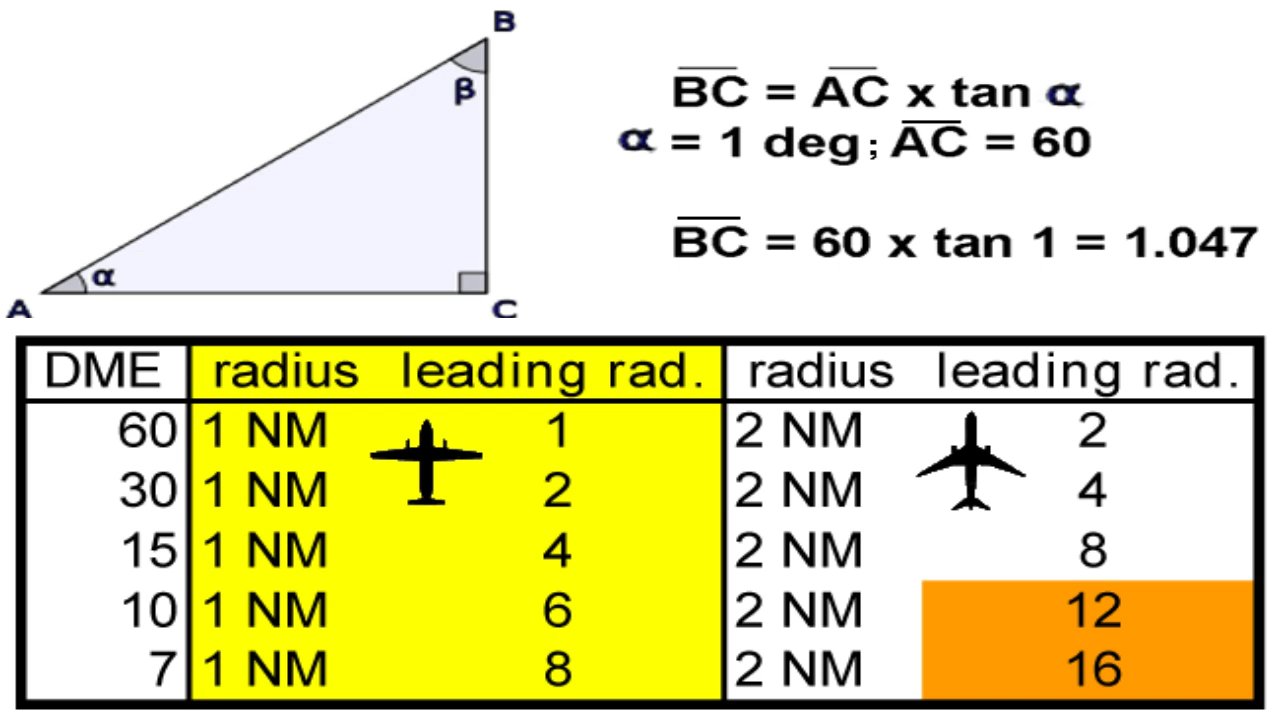 B
β
α
A
C
BC = AC x tan α
α = 1 deg; AC = 60
BC = 60 x tan 1 = 1.047
DME radius leading rad. radius leading rad.
60 1 NM 1 2 NM 2
30 1 NM 2 2 NM 4
15 1 NM 4 2 NM 8
10 1 NM 6 2 NM 12
7 1 NM 8 2 NM 16